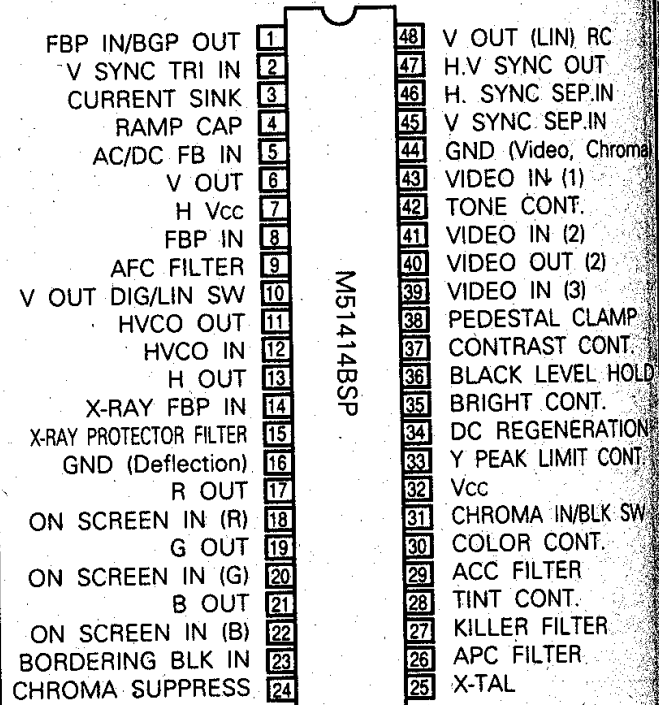 FBP IN/BGP OUT 1
V SYNC TRI IN 2
CURRENT SINK 3
RAMP CAP 4
AC/DC FB IN 5
V OUT 6
H Vcc 7
FBP IN 8
AFC FILTER 9
V OUT DIG/LIN SW 10
HVCO OUT 11
HVCO IN 12
H OUT 13
X-RAY FBP IN 14
X-RAY PROTECTOR FILTER 15
GND (Deflection) 16
R OUT 17
ON SCREEN IN (R) 18
G OUT 19
ON SCREEN IN (G) 20
B OUT 21
ON SCREEN IN (B) 22
BORDERING BLK IN 23
CHROMA SUPPRESS 24
M51414BSP
48 V OUT (LIN) RC
47 H.V SYNC OUT
46 H. SYNC SEP.IN
45 V SYNC SEP.IN
44 GND (Video, Chroma)
43 VIDEO IN (1)
42 TONE CONT.
41 VIDEO IN (2)
40 VIDEO OUT (2)
39 VIDEO IN (3)
38 PEDESTAL CLAMP
37 CONTRAST CONT.
36 BLACK LEVEL HOLD
35 BRIGHT CONT.
34 DC REGENERATION
33 Y PEAK LIMIT CONT.
32 Vcc
31 CHROMA IN/BLK SW
30 COLOR CONT.
29 ACC FILTER
28 TINT CONT.
27 KILLER FILTER
26 APC FILTER
25 X-TAL